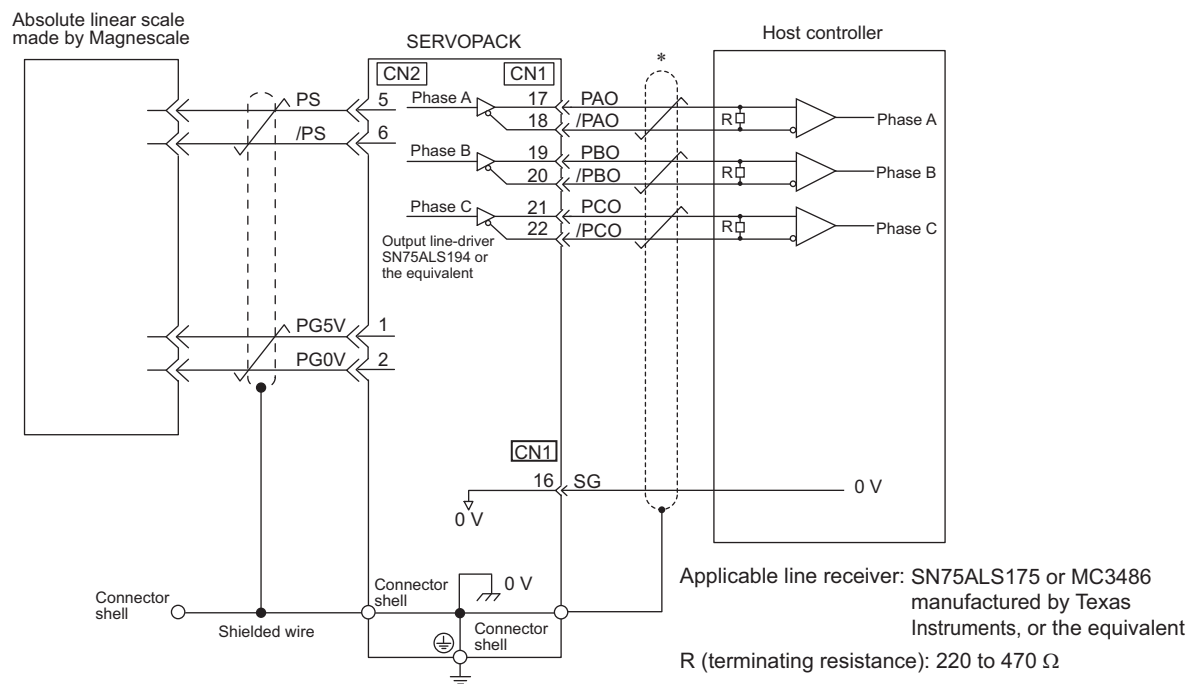 Absolute linear scale
made by Magnescale
SERVOPACK
Host controller
CN2
CN1
*
PS
5
Phase A
17
PAO
/PS
6
18
/PAO
R
Phase A
Phase B
19
PBO
20
/PBO
R
Phase B
Phase C
21
PCO
22
/PCO
R
Phase C
Output line-driver
SN75ALS194 or
the equivalent
PG5V
1
PG0V
2
CN1
16
SG
0 V
0 V
Connector
shell
Shielded wire
Connector
shell
0 V
Connector
shell
Applicable line receiver: SN75ALS175 or MC3486
manufactured by Texas
Instruments, or the equivalent
R (terminating resistance): 220 to 470 Ω